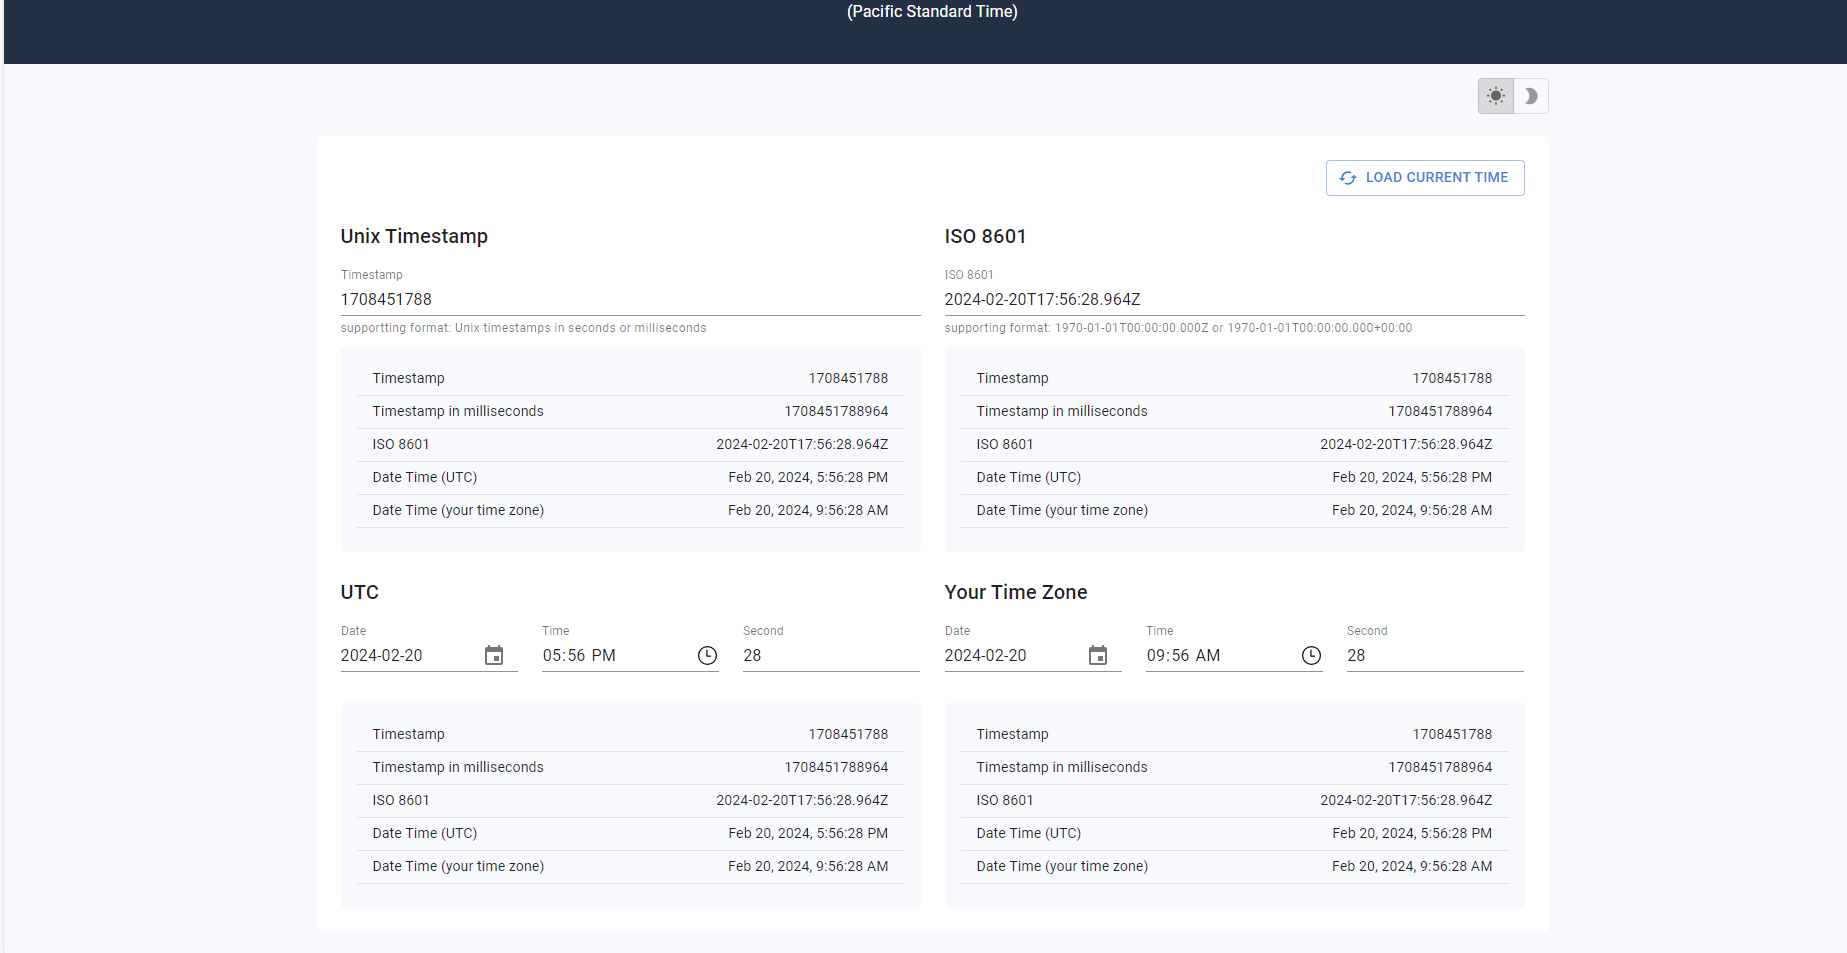 (Pacific Standard Time)
LOAD CURRENT TIME
Unix Timestamp
Timestamp
1708451788
supportting format: Unix timestamps in seconds or milliseconds
Timestamp 1708451788
Timestamp in milliseconds 1708451788964
ISO 8601 2024-02-20T17:56:28.964Z
Date Time (UTC) Feb 20, 2024, 5:56:28 PM
Date Time (your time zone) Feb 20, 2024, 9:56:28 AM
ISO 8601
ISO 8601
2024-02-20T17:56:28.964Z
supporting format: 1970-01-01T00:00:00.000Z or 1970-01-01T00:00:00.000+00:00
Timestamp 1708451788
Timestamp in milliseconds 1708451788964
ISO 8601 2024-02-20T17:56:28.964Z
Date Time (UTC) Feb 20, 2024, 5:56:28 PM
Date Time (your time zone) Feb 20, 2024, 9:56:28 AM
UTC
Date Time Second
2024-02-20 05:56 PM 28
Timestamp 1708451788
Timestamp in milliseconds 1708451788964
ISO 8601 2024-02-20T17:56:28.964Z
Date Time (UTC) Feb 20, 2024, 5:56:28 PM
Date Time (your time zone) Feb 20, 2024, 9:56:28 AM
Your Time Zone
Date Time Second
2024-02-20 09:56 AM 28
Timestamp 1708451788
Timestamp in milliseconds 1708451788964
ISO 8601 2024-02-20T17:56:28.964Z
Date Time (UTC) Feb 20, 2024, 5:56:28 PM
Date Time (your time zone) Feb 20, 2024, 9:56:28 AM